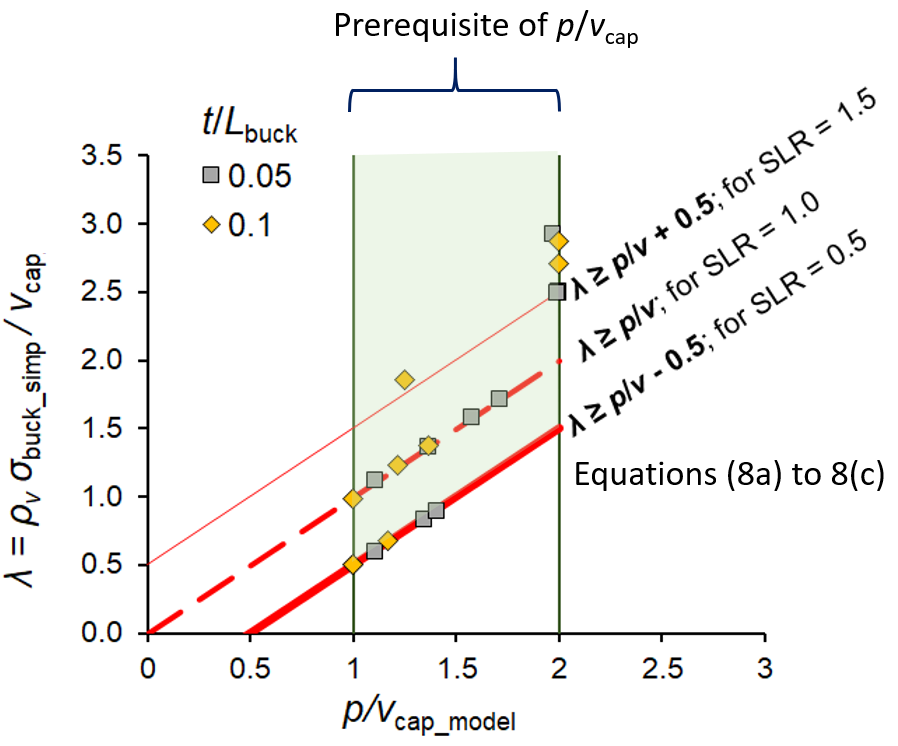 Prerequisite of p/vcap
t/Lbuck
0.05
0.1
3.5
3.0
2.5
2.0
1.5
1.0
0.5
0.0
λ = ρv σbuck_simp / vcap
0
0.5
1
1.5
2
2.5
3
p/vcap_model
λ ≥ p/v + 0.5; for SLR = 1.5
λ ≥ p/v; for SLR = 1.0
λ ≥ p/v - 0.5; for SLR = 0.5
Equations (8a) to 8(c)